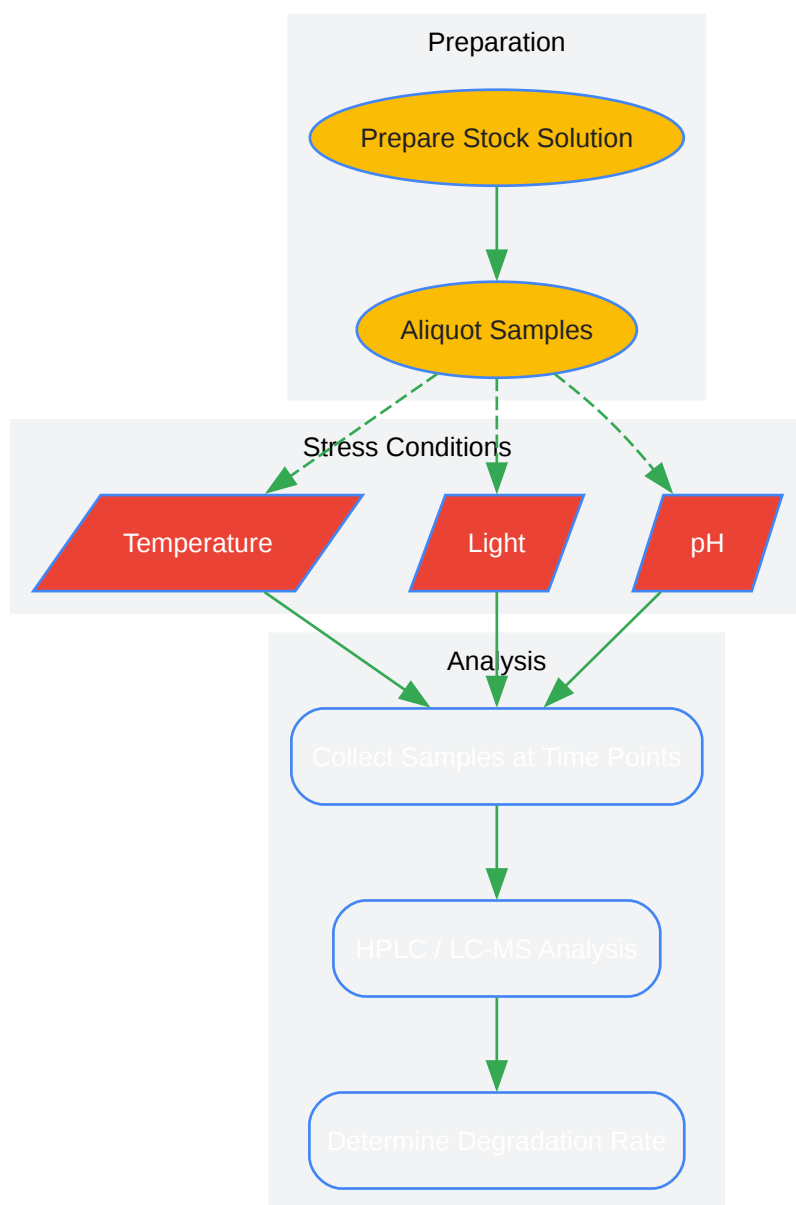 Preparation
Prepare Stock Solution
Aliquot Samples
Stress Conditions
Temperature
Light
pH
Analysis
Collect Samples at Time Points
HPLC / LC-MS Analysis
Determine Degradation Rate